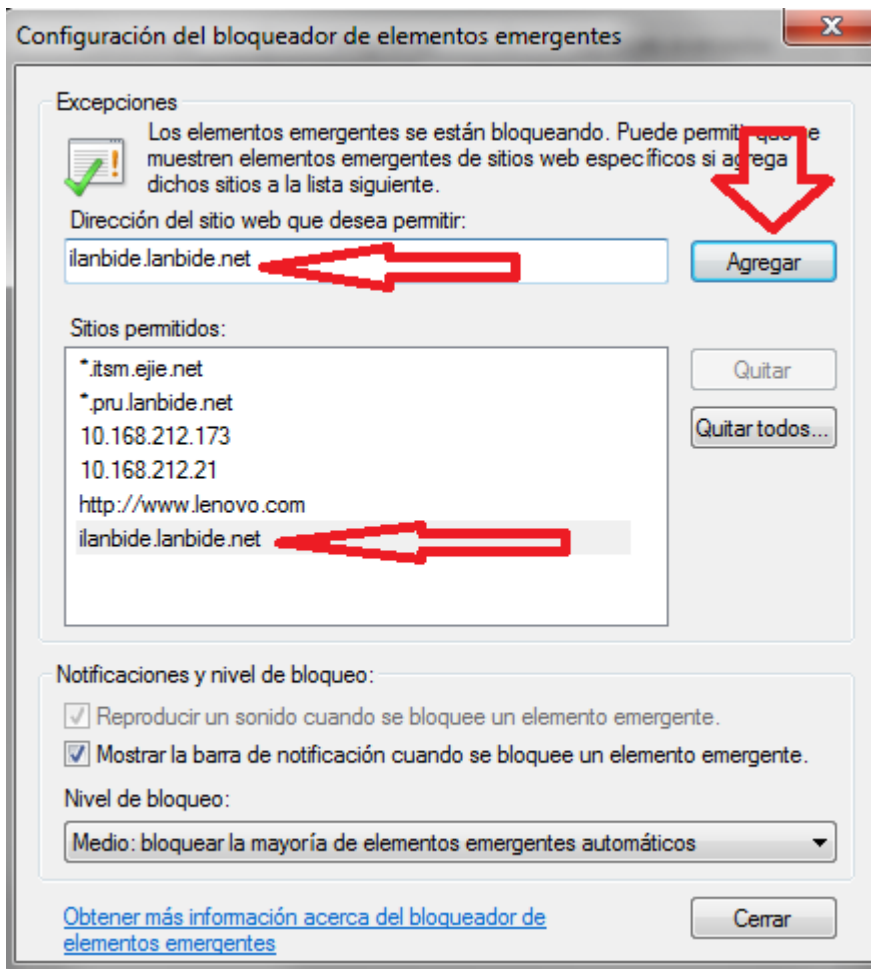 Configuración del bloqueador de elementos emergentes
Excepciones
Los elementos emergentes se están bloqueando. Puede permitir que se
muestren elementos emergentes de sitios web específicos si agrega
dichos sitios a la lista siguiente.
Dirección del sitio web que desea permitir:
ilanbide.lanbide.net
Agregar
Sitios permitidos:
*.itsm.ejie.net
*.pru.lanbide.net
10.168.212.173
10.168.212.21
http://www.lenovo.com
ilanbide.lanbide.net
Quitar
Quitar todos...
Notificaciones y nivel de bloqueo:
Reproducir un sonido cuando se bloquee un elemento emergente.
Mostrar la barra de notificación cuando se bloquee un elemento emergente.
Nivel de bloqueo:
Medio: bloquear la mayoría de elementos emergentes automáticos
Obtener más información acerca del bloqueador de
elementos emergentes
Cerrar